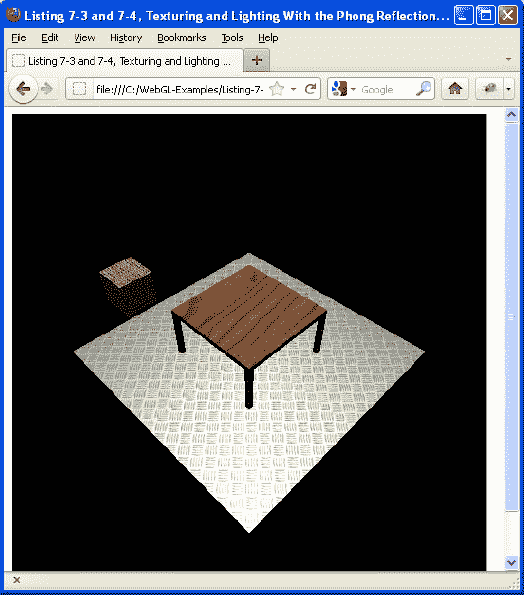 Listing 7-3 and 7-4, Texturing and Lighting With the Phong Reflection...
File Edit View History Bookmarks Tools Help
Listing 7-3 and 7-4, Texturing and Lighting ...
file:///C:/WebGL-Examples/Listing-7- Google